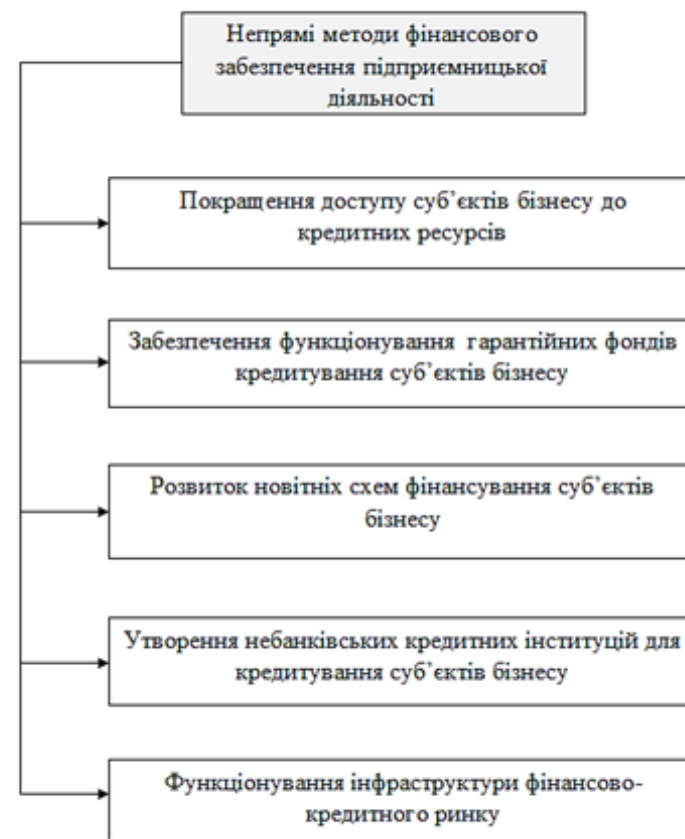 Непрямі методи фінансового
забезпечення підприємницької
діяльності
Покращення доступу суб’єктів бізнесу до
кредитних ресурсів
Забезпечення функціонування гарантійних фондів
кредитування суб’єктів бізнесу
Розвиток новітніх схем фінансування суб’єктів
бізнесу
Утворення небанківських кредитних інституцій для
кредитування суб’єктів бізнесу
Функціонування інфраструктури фінансово-
кредитного ринку